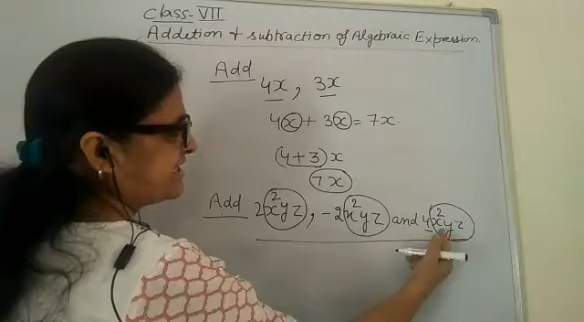 Class-VII
Addition + subtraction of Algebraic Expression.
Add 4x, 3x
4x + 3x = 7x.
(4+3)x
7x
Add 2x²yz, -2x²yz and 4x²yz